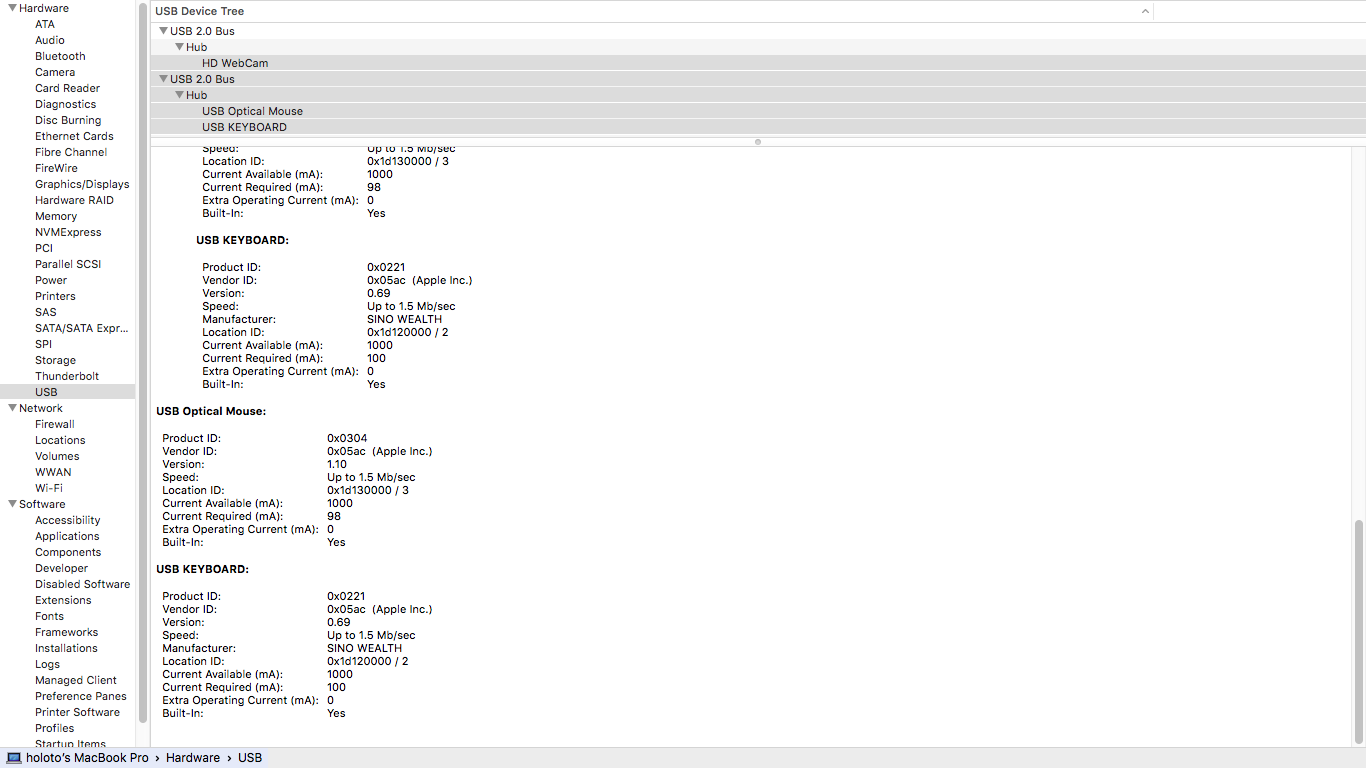 Hardware
ATA
Audio
Bluetooth
Camera
Card Reader
Diagnostics
Disc Burning
Ethernet Cards
Fibre Channel
FireWire
Graphics/Displays
Hardware RAID
Memory
NVMExpress
PCI
Parallel SCSI
Power
Printers
SAS
SATA/SATA Expr...
SPI
Storage
Thunderbolt
USB
Network
Firewall
Locations
Volumes
WWAN
Wi-Fi
Software
Accessibility
Applications
Components
Developer
Disabled Software
Extensions
Fonts
Frameworks
Installations
Logs
Managed Client
Preference Panes
Printer Software
Profiles
Startup Items
USB Device Tree
USB 2.0 Bus
Hub
HD WebCam
USB 2.0 Bus
Hub
USB Optical Mouse
USB KEYBOARD
Speed: Up to 1.5 Mb/sec
Location ID: 0x1d130000 / 3
Current Available (mA): 1000
Current Required (mA): 98
Extra Operating Current (mA): 0
Built-In: Yes
USB KEYBOARD:
Product ID: 0x0221
Vendor ID: 0x05ac (Apple Inc.)
Version: 0.69
Speed: Up to 1.5 Mb/sec
Manufacturer: SINO WEALTH
Location ID: 0x1d120000 / 2
Current Available (mA): 1000
Current Required (mA): 100
Extra Operating Current (mA): 0
Built-In: Yes
USB Optical Mouse:
Product ID: 0x0304
Vendor ID: 0x05ac (Apple Inc.)
Version: 1.10
Speed: Up to 1.5 Mb/sec
Location ID: 0x1d130000 / 3
Current Available (mA): 1000
Current Required (mA): 98
Extra Operating Current (mA): 0
Built-In: Yes
USB KEYBOARD:
Product ID: 0x0221
Vendor ID: 0x05ac (Apple Inc.)
Version: 0.69
Speed: Up to 1.5 Mb/sec
Manufacturer: SINO WEALTH
Location ID: 0x1d120000 / 2
Current Available (mA): 1000
Current Required (mA): 100
Extra Operating Current (mA): 0
Built-In: Yes
holoto's MacBook Pro › Hardware › USB